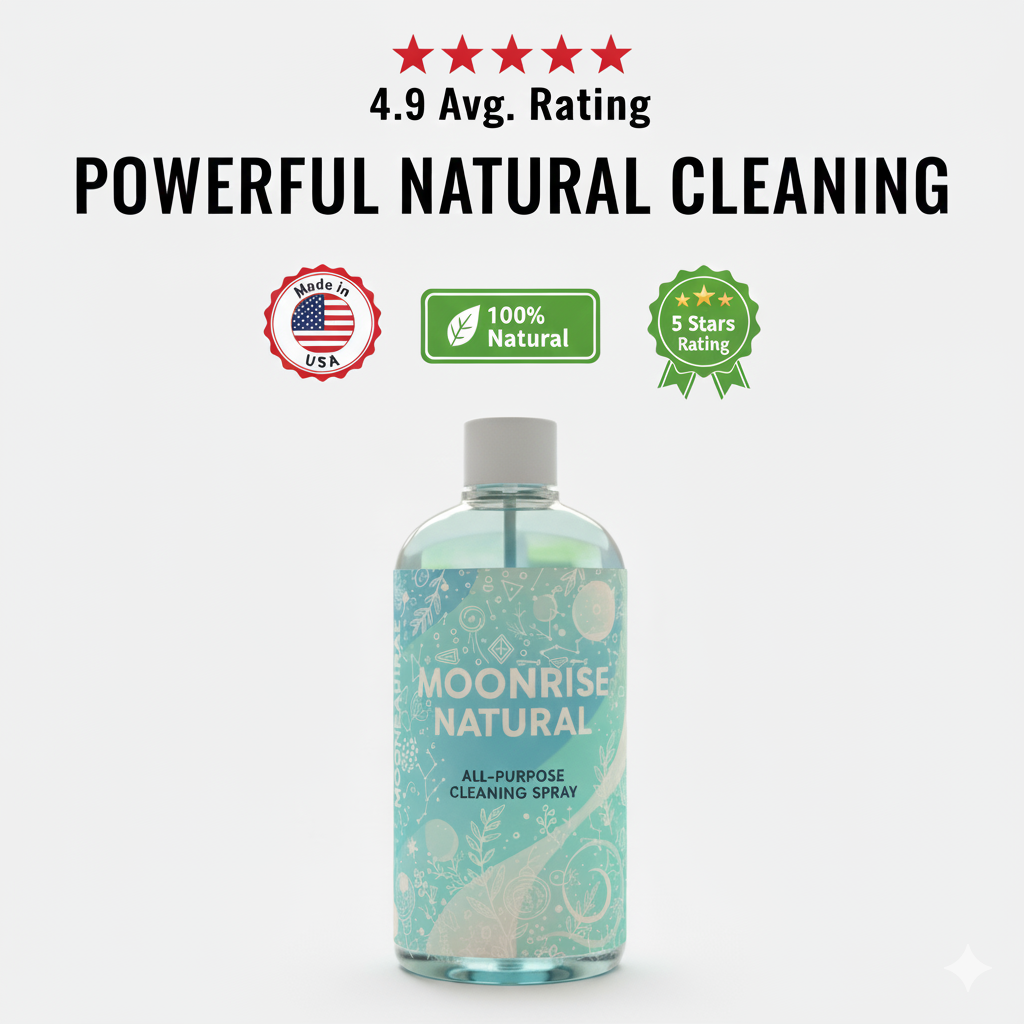 4.9 Avg. Rating
POWERFUL NATURAL CLEANING
Made in
USA
100%
Natural
5 Stars
Rating
MOONRISE
NATURAL
ALL-PURPOSE
CLEANING SPRAY